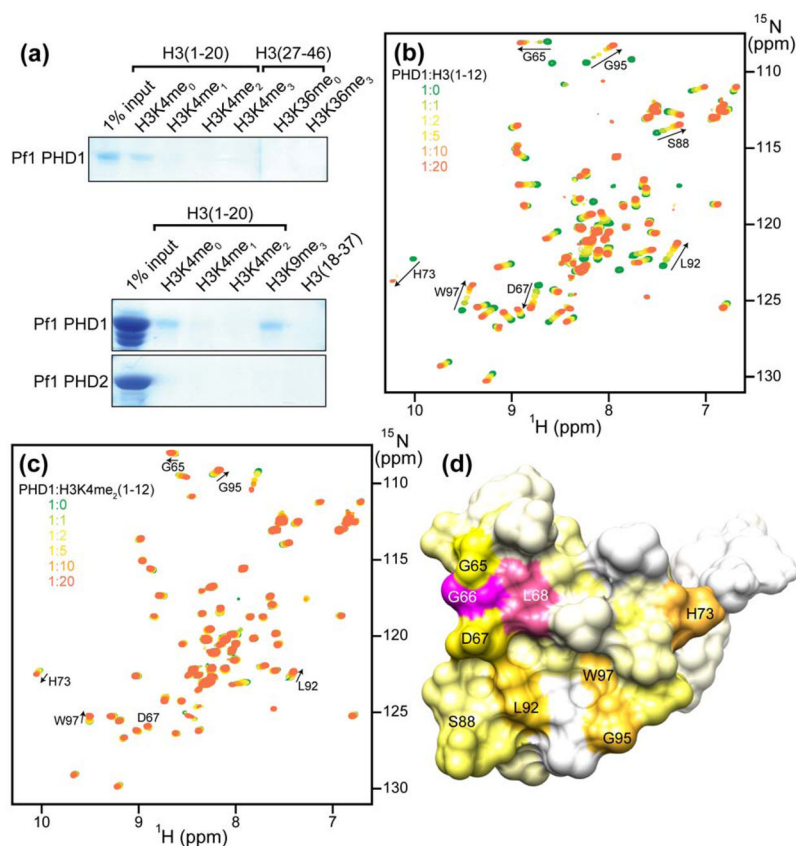 (a)
H3(1-20) H3(27-46)
1% input
H3K4me0
H3K4me1
H3K4me2
H3K4me3
H3K36me0
H3K36me3
Pf1 PHD1
H3(1-20)
1% input
H3K4me0
H3K4me1
H3K4me2
H3K9me3
H3(18-37)
Pf1 PHD1
Pf1 PHD2
(b)
15N
(ppm)
PHD1:H3(1-12)
1:0
1:1
1:2
1:5
1:10
1:20
G65
G95
S88
H73
W97
D67
L92
110
115
120
125
130
10 9 8 7
1H (ppm)
(c)
15N
(ppm)
PHD1:H3K4me2(1-12)
1:0
1:1
1:2
1:5
1:10
1:20
G65
G95
H73
W97
D67
L92
110
115
120
125
130
10 9 8 7
1H (ppm)
(d)
G65
G66
L68
H73
D67
W97
S88
L92
G95